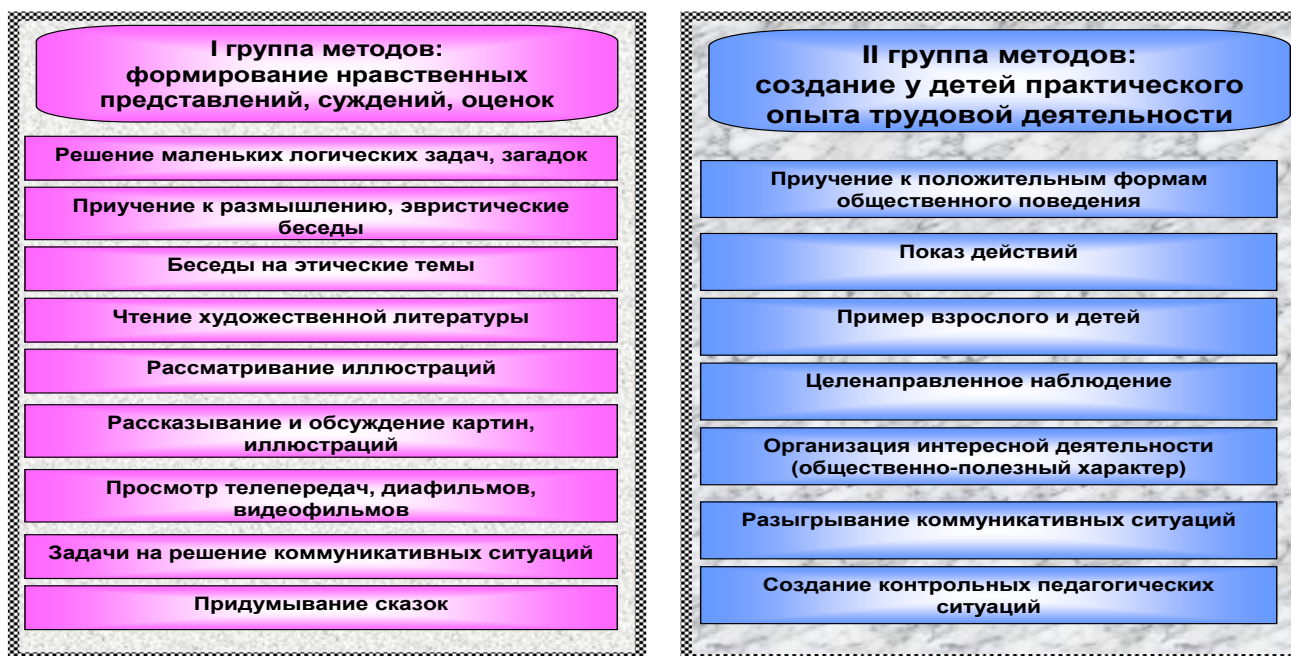 I группа методов:
формирование нравственных
представлений, суждений, оценок
Решение маленьких логических задач, загадок
Приучение к размышлению, эвристические
беседы
Беседы на этические темы
Чтение художественной литературы
Рассматривание иллюстраций
Рассказывание и обсуждение картин,
иллюстраций
Просмотр телепередач, диафильмов,
видеофильмов
Задачи на решение коммуникативных ситуаций
Придумывание сказок
II группа методов:
создание у детей практического
опыта трудовой деятельности
Приучение к положительным формам
общественного поведения
Показ действий
Пример взрослого и детей
Целенаправленное наблюдение
Организация интересной деятельности
(общественно-полезный характер)
Разыгрывание коммуникативных ситуаций
Создание контрольных педагогических
ситуаций